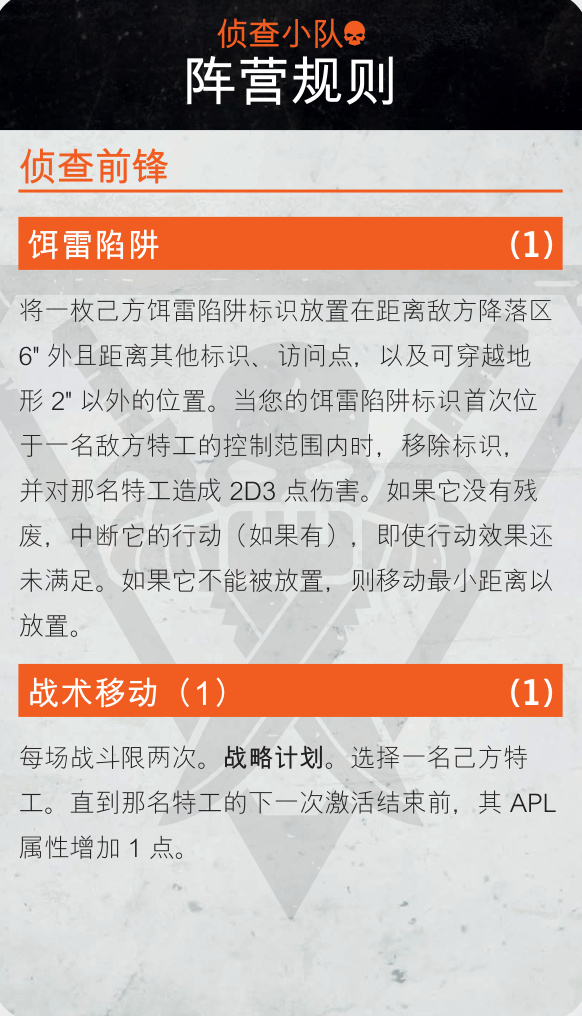 侦查小队
阵营规则
侦查前锋
饵雷陷阱 (1)
将一枚己方饵雷陷阱标识放置在距离敌方降落区
6" 外且距离其他标识、访问点，以及可穿越地
形 2" 以外的位置。当您的饵雷陷阱标识首次位
于一名敌方特工的控制范围内时，移除标识，
并对那名特工造成 2D3 点伤害。如果它没有残
废，中断它的行动（如果有），即使行动效果还
未满足。如果它不能被放置，则移动最小距离以
放置。
战术移动（1） (1)
每场战斗限两次。战略计划。选择一名己方特
工。直到那名特工的下一次激活结束前，其 APL
属性增加 1 点。